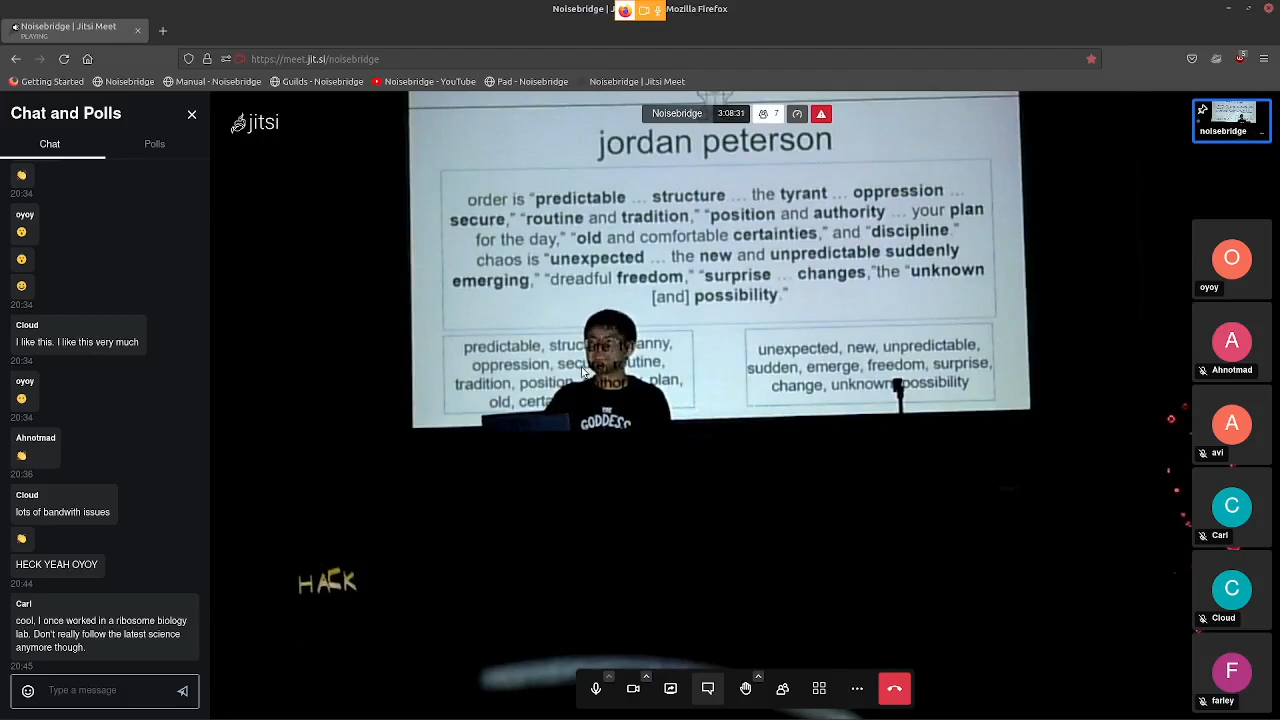 Noisebridge | J
Mozilla Firefox
Noisebridge | Jitsi Meet
PLAYING
https://meet.jit.si/noisebridge
Getting Started
Noisebridge
Manual - Noisebridge
Guilds - Noisebridge
Noisebridge - YouTube
Pad - Noisebridge
Noisebridge | Jitsi Meet
Chat and Polls
Chat
Polls
20:34
oyoy
20:34
Cloud
I like this. I like this very much
20:34
oyoy
20:34
Ahnotmad
20:36
Cloud
lots of bandwith issues
HECK YEAH OYOY
20:44
Carl
cool, I once worked in a ribosome biology
lab. Don't really follow the latest science
anymore though.
20:45
Type a message
jitsi
Noisebridge
3:08:31
7
jordan peterson
order is “predictable … structure … the tyrant … oppression …
secure,” “routine and tradition,” “position and authority … your plan
for the day,” “old and comfortable certainties,” and “discipline.”
chaos is “unexpected … the new and unpredictable suddenly
emerging,” “dreadful freedom,” “surprise … changes,”the “unknown
[and] possibility.”
predictable, structure, tyranny,
oppression, secure, routine,
tradition, position, plan,
old,
unexpected, new, unpredictable,
sudden, emerge, freedom, surprise,
change, unknown, possibility
THE
GODDESS
HACK
noisebridge
O
oyoy
A
Ahnotmad
A
avi
C
Carl
C
Cloud
F
farley